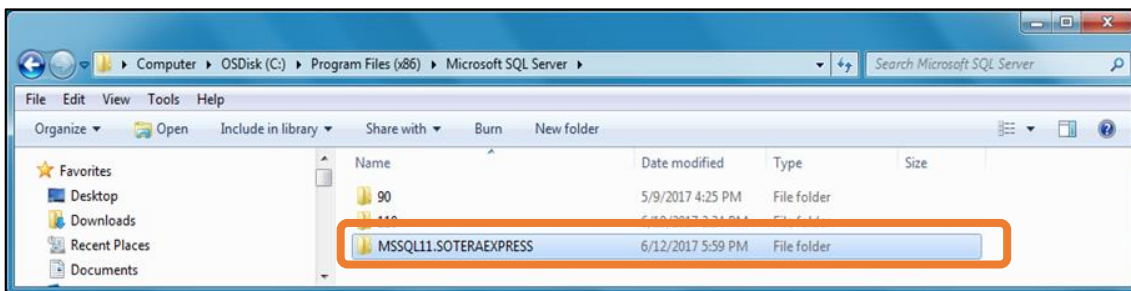 Computer ▸ OSDisk (C:) ▸ Program Files (x86) ▸ Microsoft SQL Server ▸ Search Microsoft SQL Server
File Edit View Tools Help
Organize Open Include in library Share with Burn New folder
Name Date modified Type Size
Favorites
Desktop 90 5/9/2017 4:25 PM File folder
Downloads
Recent Places MSSQL11.SOTERAEXPRESS 6/12/2017 5:59 PM File folder
Documents